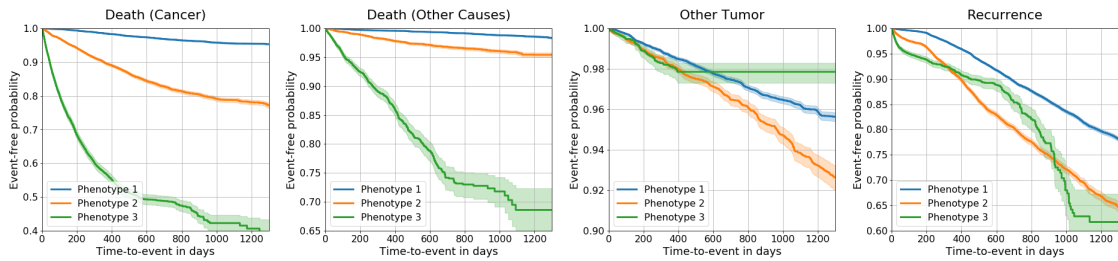 Death (Cancer)
Event-free probability
1.0
0.9
0.8
0.7
0.6
0.5
0.4
Phenotype 1
Phenotype 2
Phenotype 3
0 200 400 600 800 1000 1200
Time-to-event in days
Death (Other Causes)
Event-free probability
1.00
0.95
0.90
0.85
0.80
0.75
0.70
0.65
Phenotype 1
Phenotype 2
Phenotype 3
0 200 400 600 800 1000 1200
Time-to-event in days
Other Tumor
Event-free probability
1.00
0.98
0.96
0.94
0.92
0.90
Phenotype 1
Phenotype 2
Phenotype 3
0 200 400 600 800 1000 1200
Time-to-event in days
Recurrence
Event-free probability
1.00
0.95
0.90
0.85
0.80
0.75
0.70
0.65
0.60
Phenotype 1
Phenotype 2
Phenotype 3
0 200 400 600 800 1000 1200
Time-to-event in days